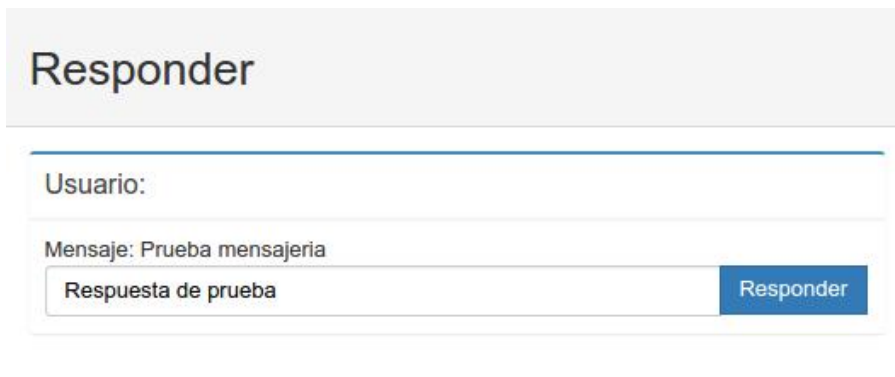 Responder
Usuario:
Mensaje: Prueba mensajeria
Respuesta de prueba
Responder